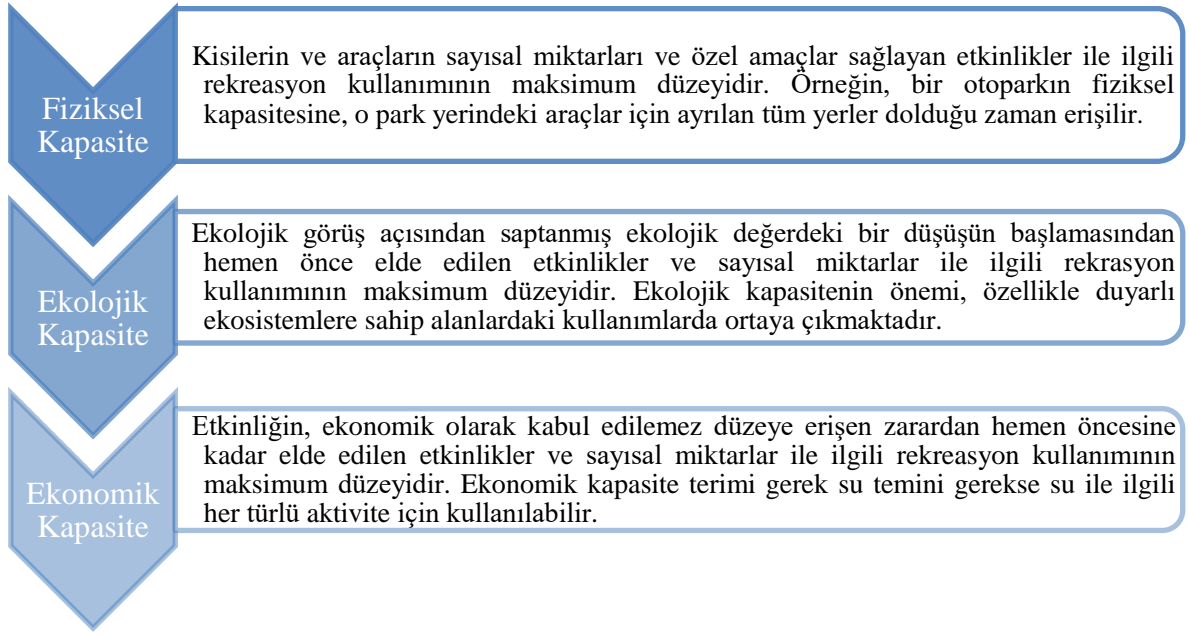 Fiziksel
Kapasite
Kisilerin ve araçların sayısal miktarları ve özel amaçlar sağlayan etkinlikler ile ilgili
rekreasyon kullanımının maksimum düzeyidir. Örneğin, bir otoparkın fiziksel
kapasitesine, o park yerindeki araçlar için ayrılan tüm yerler dolduğu zaman erişilir.
Ekolojik
Kapasite
Ekolojik görüş açısından saptanmış ekolojik değerdeki bir düşüşün başlamasından
hemen önce elde edilen etkinlikler ve sayısal miktarlar ile ilgili rekrasyon
kullanımının maksimum düzeyidir. Ekolojik kapasitenin önemi, özellikle duyarlı
ekosistemlere sahip alanlardaki kullanımlarda ortaya çıkmaktadır.
Ekonomik
Kapasite
Etkinliğin, ekonomik olarak kabul edilemez düzeye erişen zarardan hemen öncesine
kadar elde edilen etkinlikler ve sayısal miktarlar ile ilgili rekreasyon kullanımının
maksimum düzeyidir. Ekonomik kapasite terimi gerek su temini gerekse su ile ilgili
her türlü aktivite için kullanılabilir.